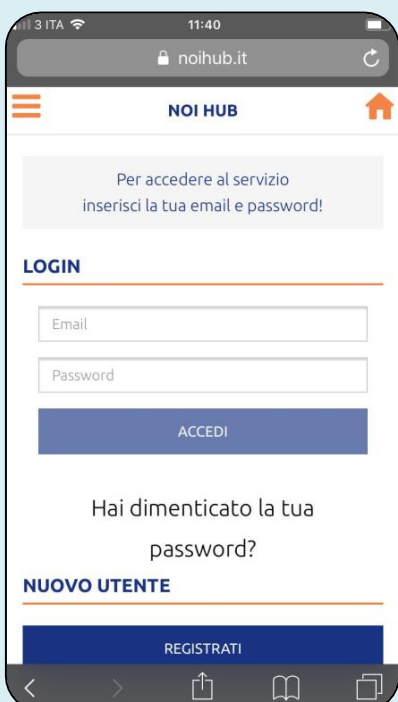 3 ITA 11:40
noihub.it
NOI HUB
Per accedere al servizio
inserisci la tua email e password!
LOGIN
Email
Password
ACCEDI
Hai dimenticato la tua
password?
NUOVO UTENTE
REGISTRATI